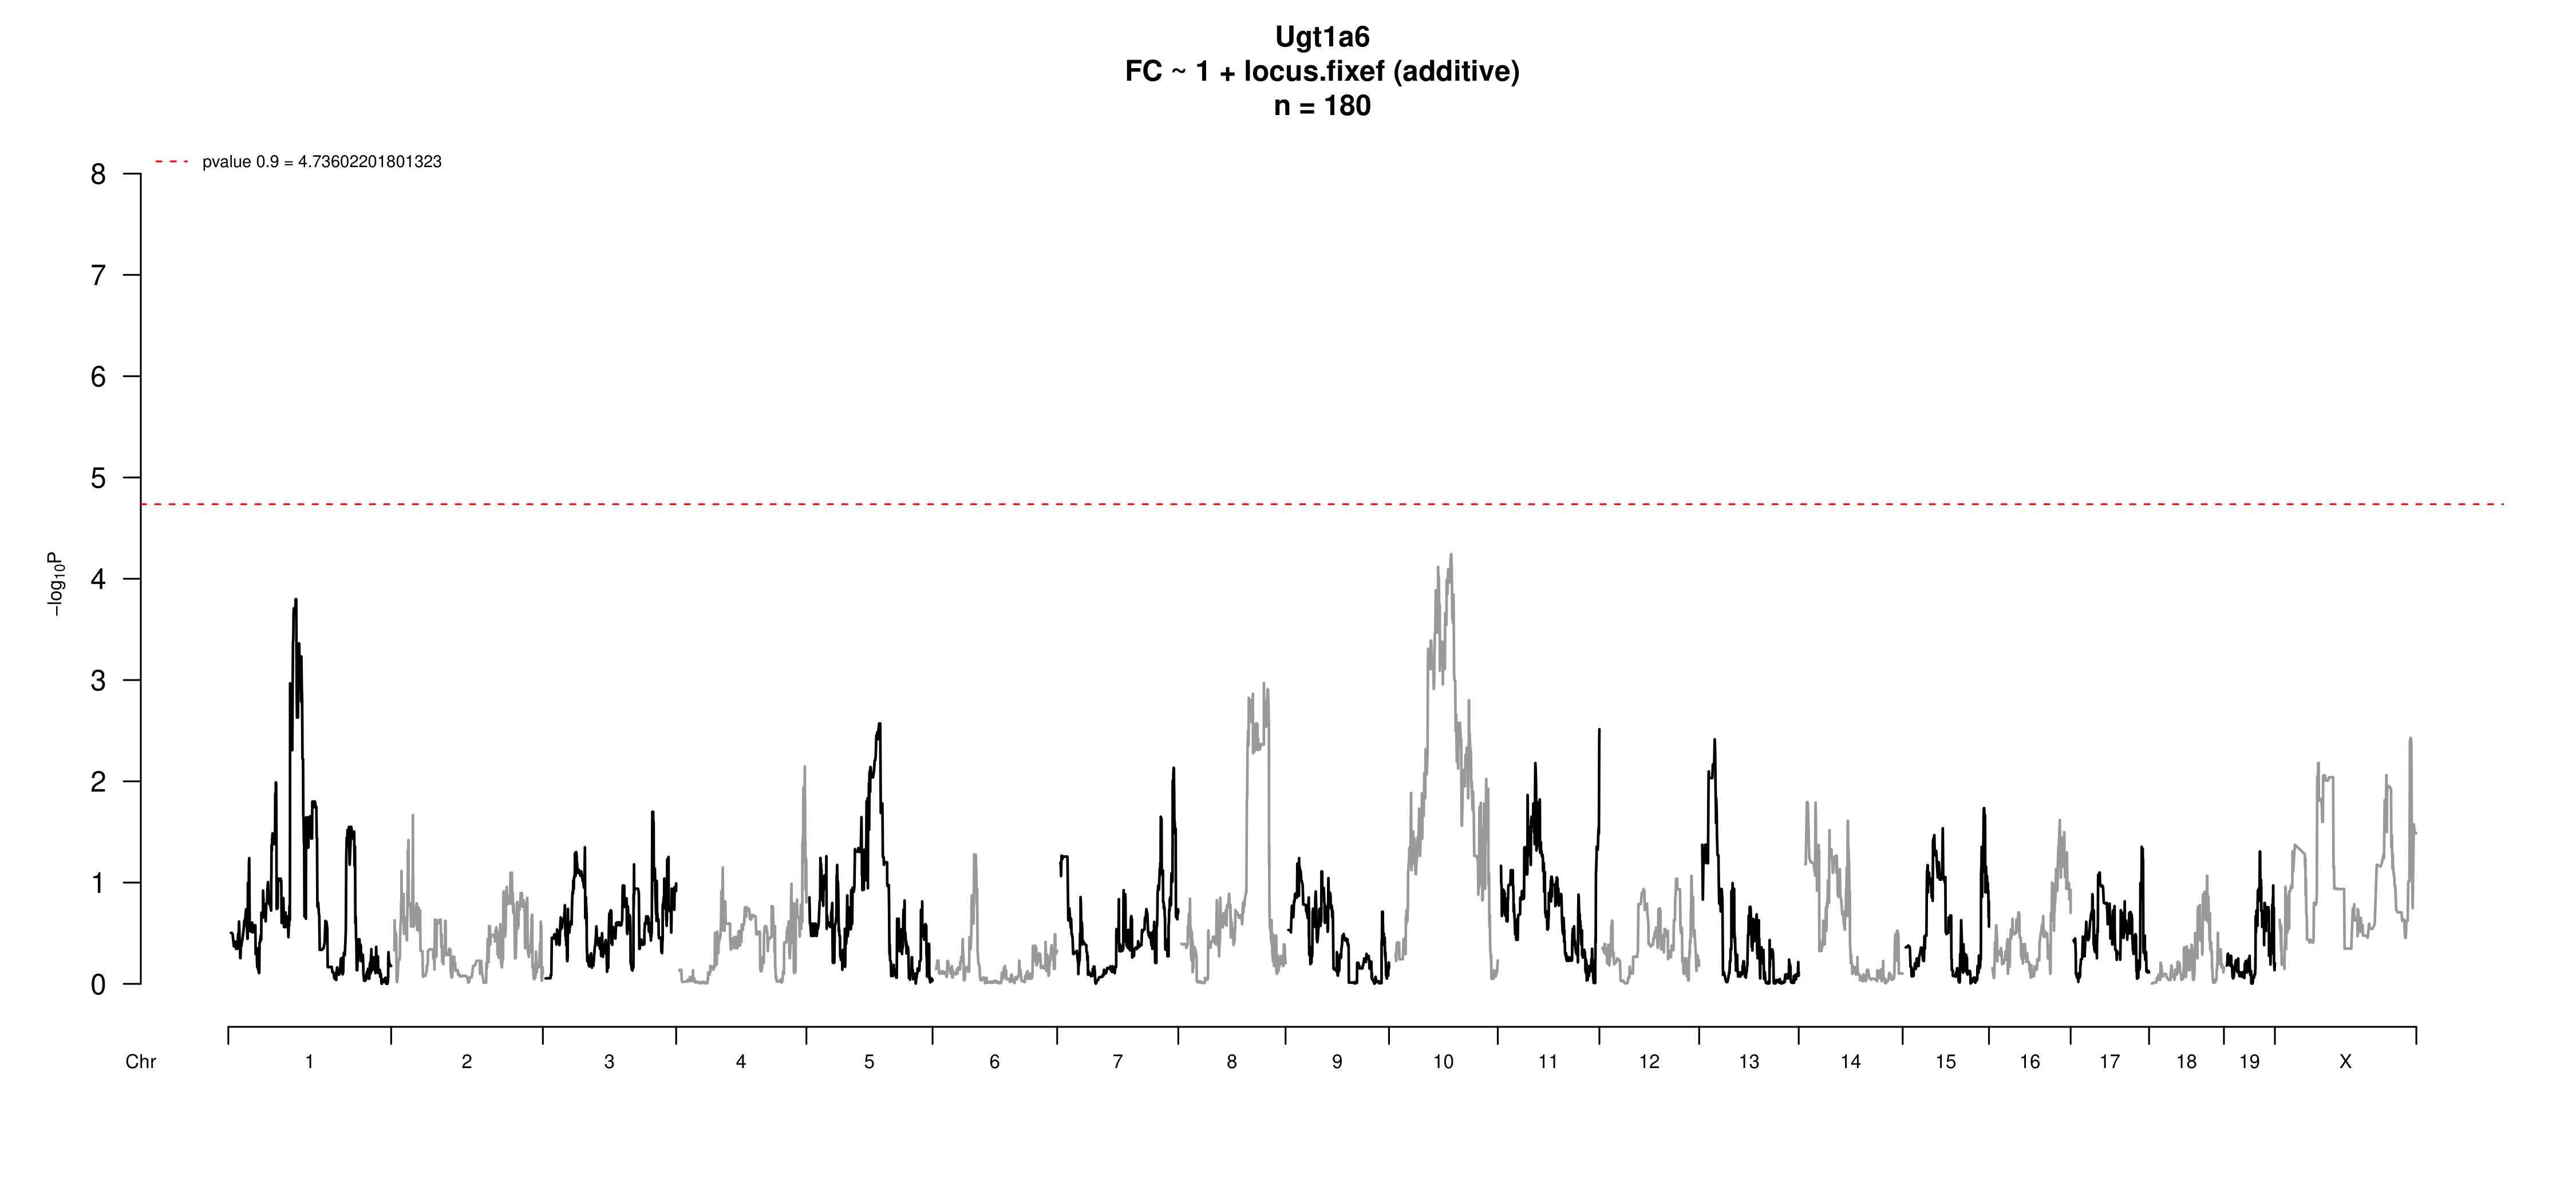 Ugt1a6
FC ~ 1 + locus.fixef (additive)
n = 180
pvalue 0.9 = 4.73602201801323
8
7
6
5
4
3
2
1
0
−log10P
Chr 1 2 3 4 5 6 7 8 9 10 11 12 13 14 15 16 17 18 19 X